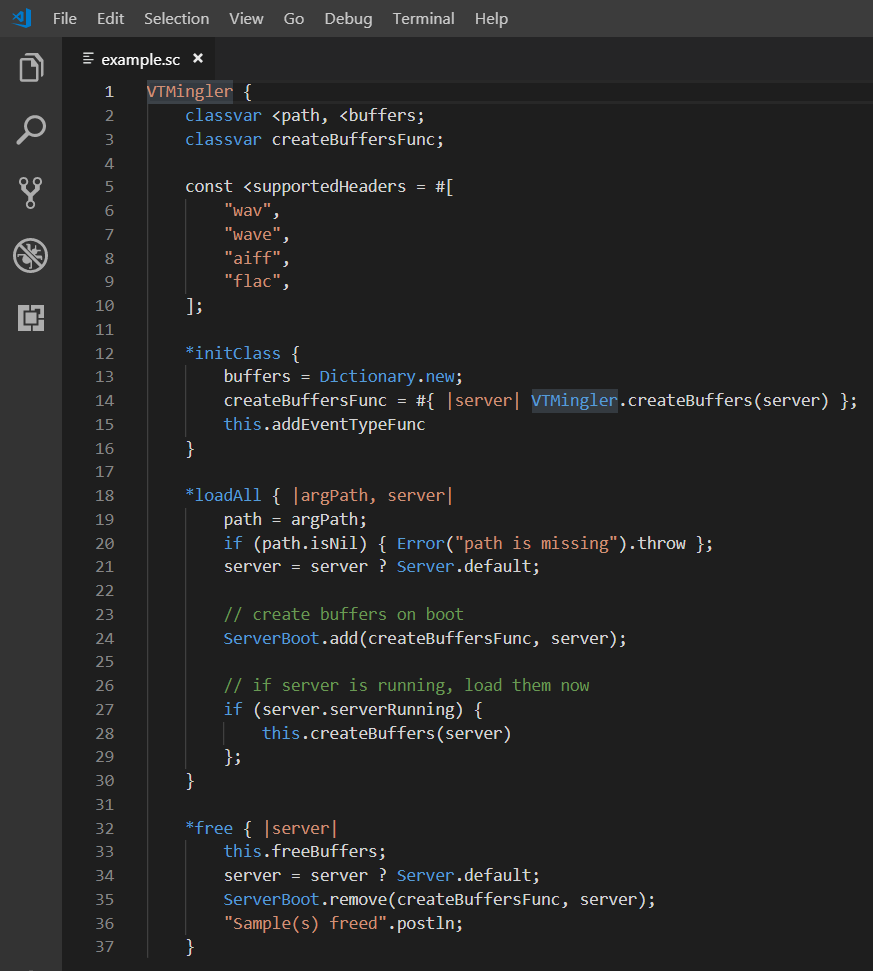 File Edit Selection View Go Debug Terminal Help
example.sc ×
1 VTMingler {
2     classvar <path, <buffers;
3     classvar createBuffersFunc;
4
5     const <supportedHeaders = #[
6         "wav",
7         "wave",
8         "aiff",
9         "flac",
10     ];
11
12     *initClass {
13         buffers = Dictionary.new;
14         createBuffersFunc = #{ |server| VTMingler.createBuffers(server) };
15         this.addEventTypeFunc
16     }
17
18     *loadAll { |argPath, server|
19         path = argPath;
20         if (path.isNil) { Error("path is missing").throw };
21         server = server ? Server.default;
22
23         // create buffers on boot
24         ServerBoot.add(createBuffersFunc, server);
25
26         // if server is running, load them now
27         if (server.serverRunning) {
28             this.createBuffers(server)
29         };
30     }
31
32     *free { |server|
33         this.freeBuffers;
34         server = server ? Server.default;
35         ServerBoot.remove(createBuffersFunc, server);
36         "Sample(s) freed".postln;
37     }